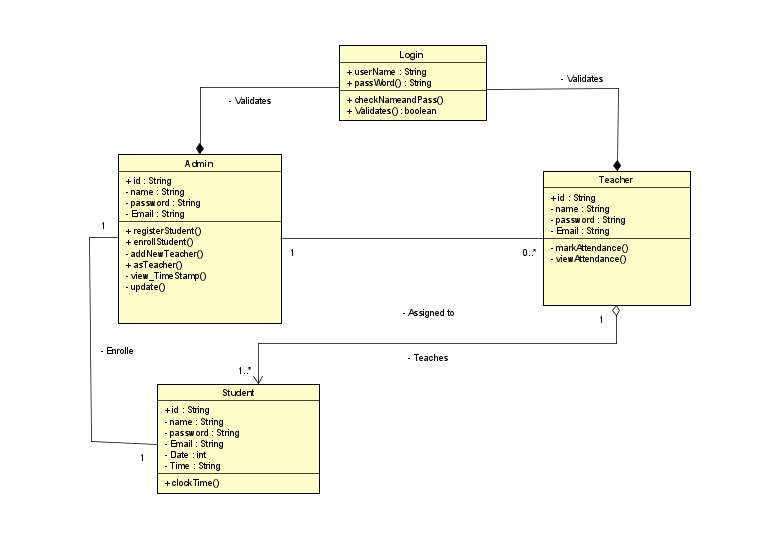 Login
+ userName : String
+ passWord() : String
+ checkNameandPass()
+ Validates() : boolean
- Validates
- Validates
Admin
+ id : String
- name : String
- password : String
- Email : String
+ registerStudent()
+ enrollStudent()
- addNewTeacher()
+ asTeacher()
- view_TimeStamp()
- update()
Teacher
+ id : String
- name : String
- password : String
- Email : String
- markAttendance()
- viewAttendance()
1
1
0..*
- Assigned to
1
- Enrolle
- Teaches
1..*
Student
+ id : String
- name : String
- password : String
- Email : String
- Date : int
- Time : String
+ clockTime()
1